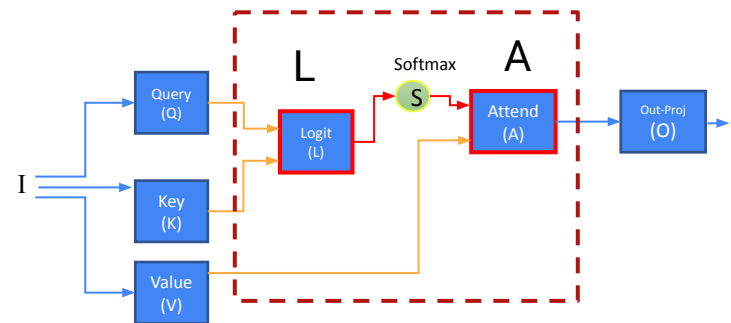 L
A
Softmax
S
Query
(Q)
Logit
(L)
Attend
(A)
Out-Proj
(O)
I
Key
(K)
Value
(V)